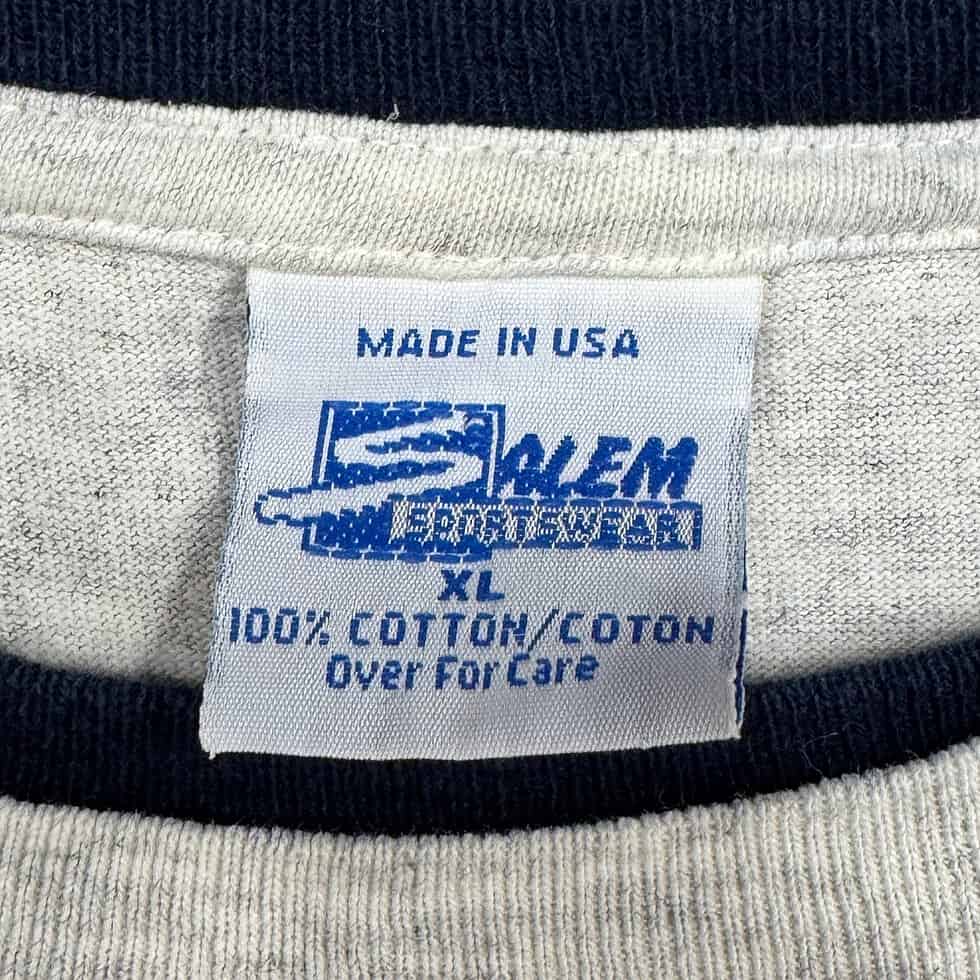 MADE IN USA
SALEM
SPORTSWEAR
XL
100% COTTON/COTON
Over For Care